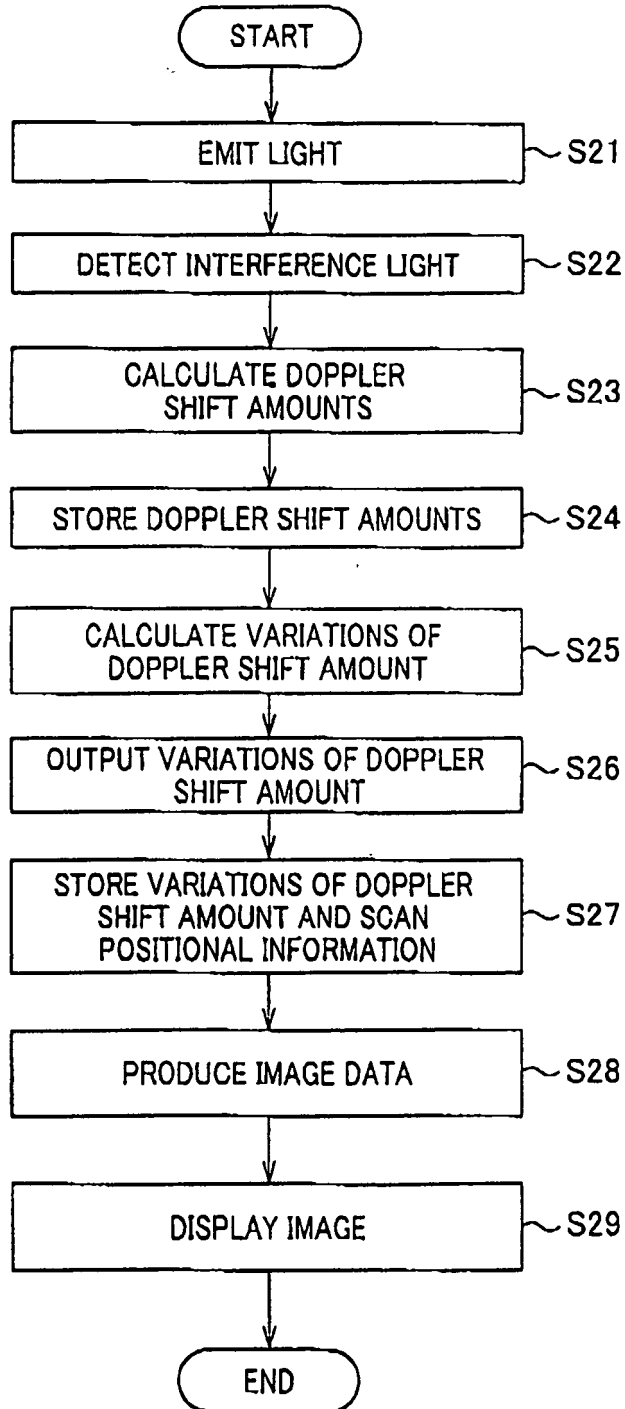 START
EMIT LIGHT
S21
DETECT INTERFERENCE LIGHT
S22
CALCULATE DOPPLER
SHIFT AMOUNTS
S23
STORE DOPPLER SHIFT AMOUNTS
S24
CALCULATE VARIATIONS OF
DOPPLER SHIFT AMOUNT
S25
OUTPUT VARIATIONS OF DOPPLER
SHIFT AMOUNT
S26
STORE VARIATIONS OF DOPPLER
SHIFT AMOUNT AND SCAN
POSITIONAL INFORMATION
S27
PRODUCE IMAGE DATA
S28
DISPLAY IMAGE
S29
END